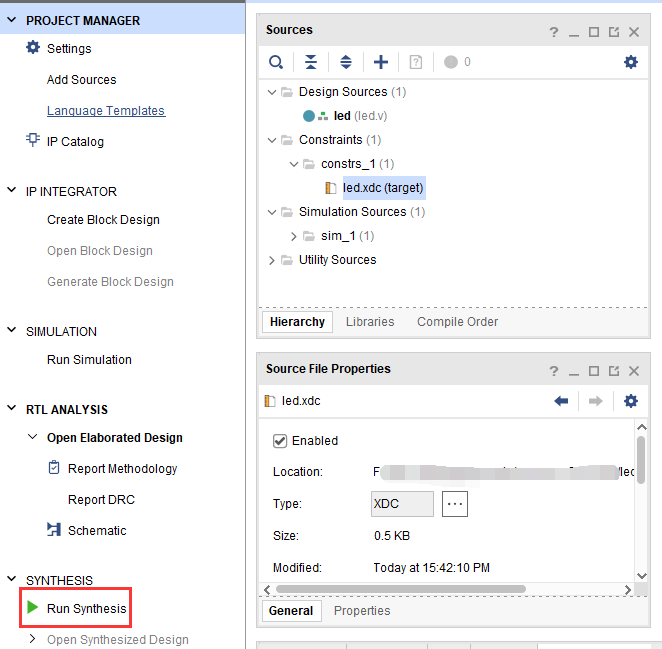 PROJECT MANAGER
Settings
Add Sources
Language Templates
IP Catalog
IP INTEGRATOR
Create Block Design
Open Block Design
Generate Block Design
SIMULATION
Run Simulation
RTL ANALYSIS
Open Elaborated Design
Report Methodology
Report DRC
Schematic
SYNTHESIS
Run Synthesis
Open Synthesized Design
Sources
0
Design Sources (1)
led (led.v)
Constraints (1)
constrs_1 (1)
led.xdc (target)
Simulation Sources (1)
sim_1 (1)
Utility Sources
Hierarchy Libraries Compile Order
Source File Properties
led.xdc
Enabled
Location:
Type: XDC
Size: 0.5 KB
Modified: Today at 15:42:10 PM
General Properties